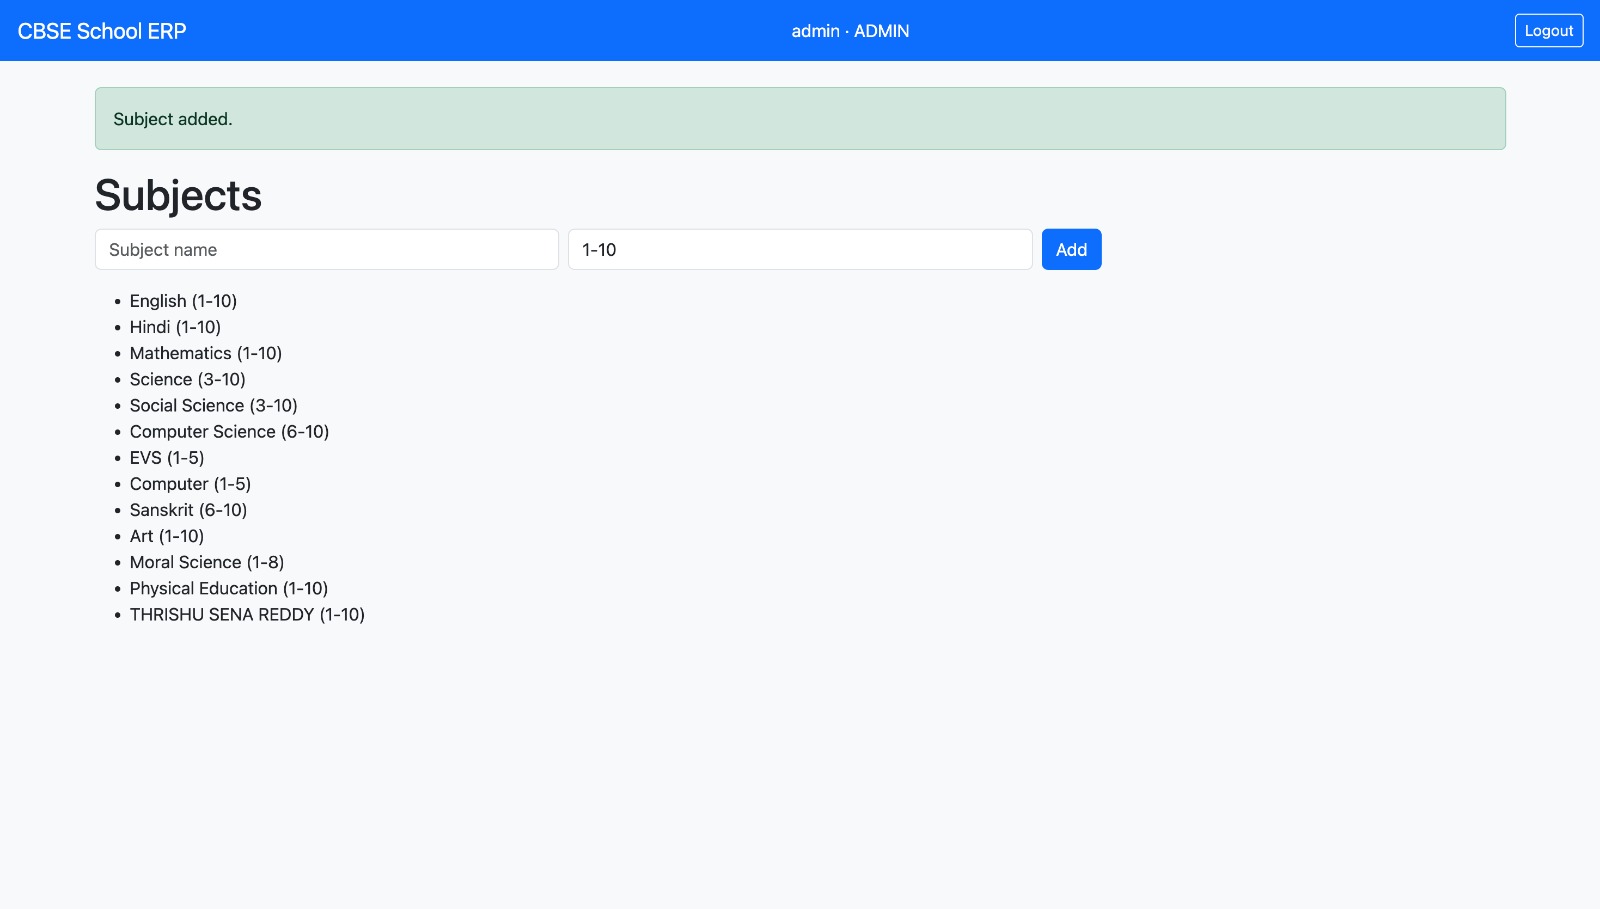 CBSE School ERP
admin · ADMIN
Logout
Subject added.
Subjects
Subject name
1-10
Add
• English (1-10)
• Hindi (1-10)
• Mathematics (1-10)
• Science (3-10)
• Social Science (3-10)
• Computer Science (6-10)
• EVS (1-5)
• Computer (1-5)
• Sanskrit (6-10)
• Art (1-10)
• Moral Science (1-8)
• Physical Education (1-10)
• THRISHU SENA REDDY (1-10)